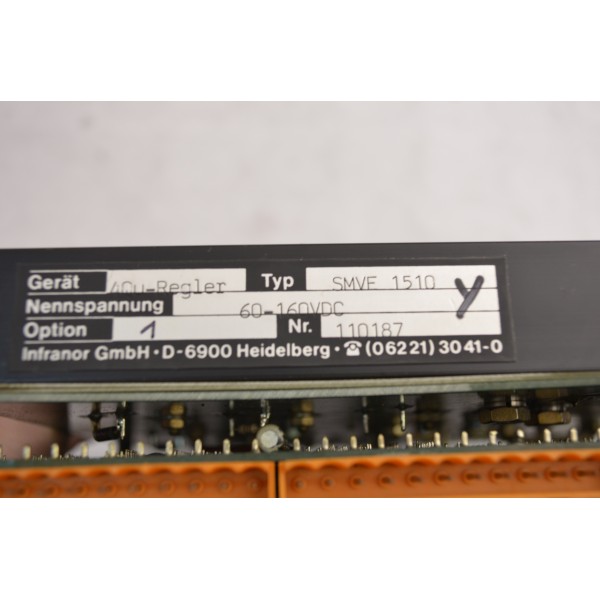 Gerät 4Qu-Regler Typ SMVE 1510 Y
Nennspannung 60-160VDC
Option 1 Nr. 110187
Infranor GmbH · D-6900 Heidelberg · ☎ (06221) 3041-0